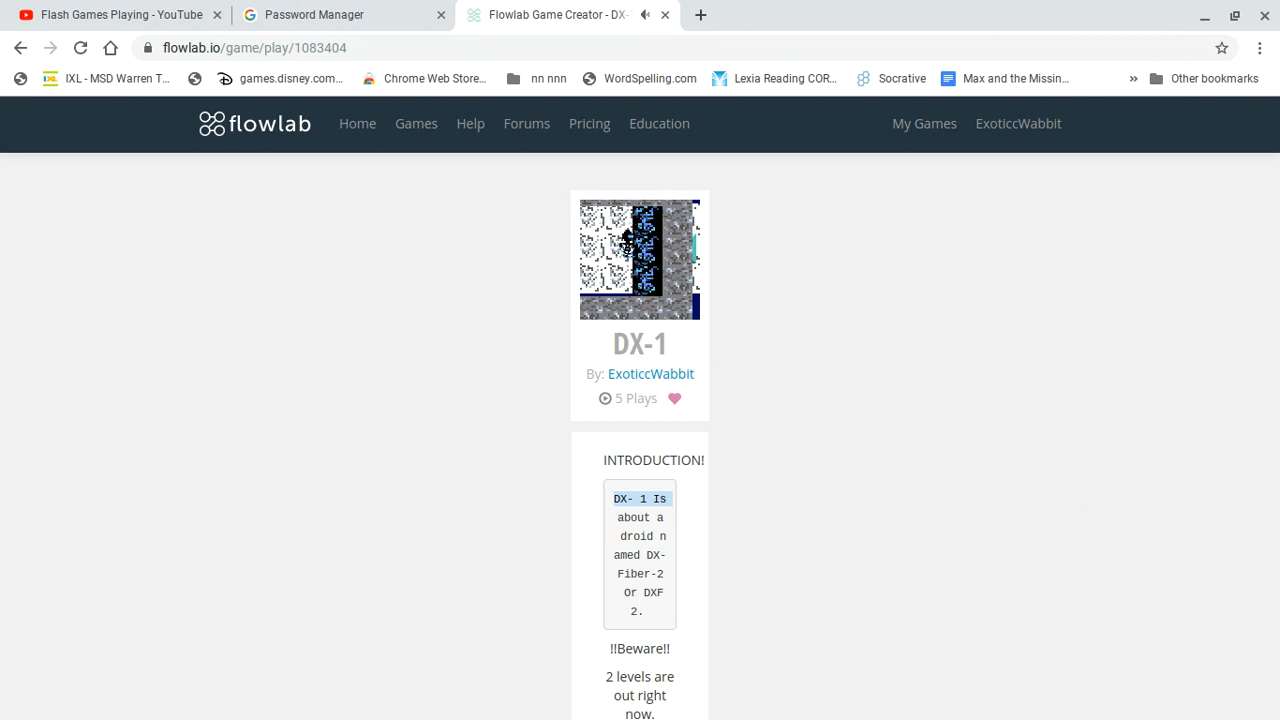 Flash Games Playing - YouTube
Password Manager
Flowlab Game Creator - DX-
flowlab.io/game/play/1083404
IXL - MSD Warren T...
games.disney.com...
Chrome Web Store...
nn nnn
WordSpelling.com
Lexia Reading COR...
Socrative
Max and the Missin...
»
Other bookmarks
flowlab
Home
Games
Help
Forums
Pricing
Education
My Games
ExoticcWabbit
DX-1
By: ExoticcWabbit
5 Plays
INTRODUCTION!
DX- 1 Is
about a
droid n
amed DX-
Fiber-2
Or DXF
2.
!!Beware!!
2 levels are
out right
now.